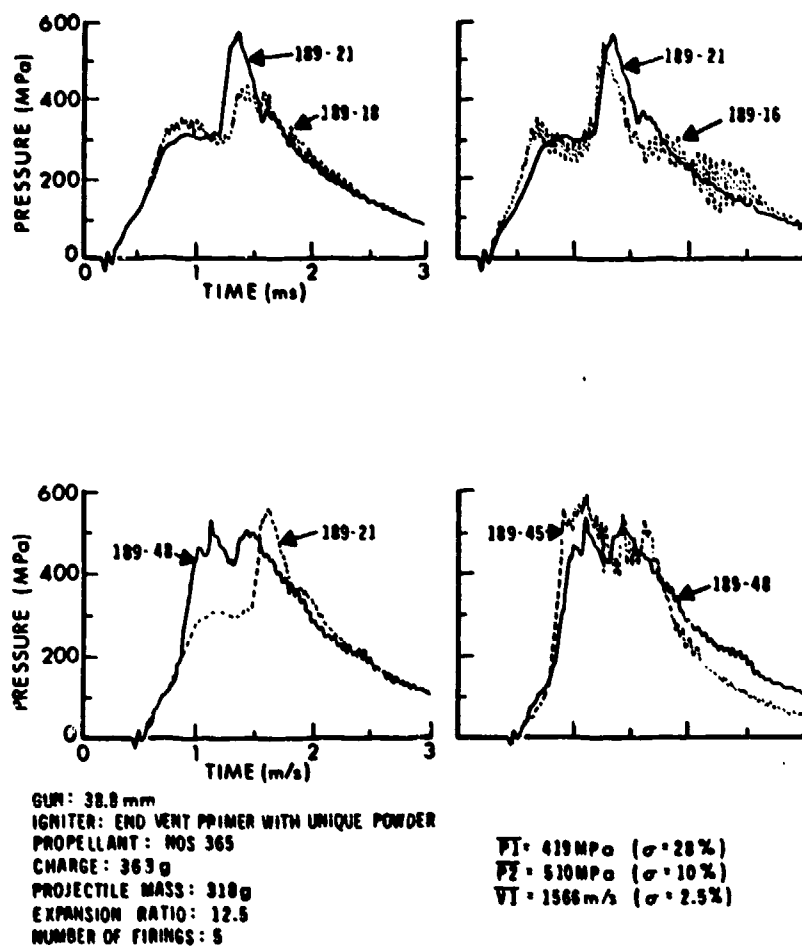 600
400
200
0
PRESSURE (MPa)
189-21
189-18
0 1 2 3
TIME (ms)
189-21
189-16
600
400
200
0
PRESSURE (MPa)
189-48
189-21
0 1 2 3
TIME (m/s)
189-45
189-48
GUN: 38.8 mm
IGNITER: END VENT PRIMER WITH UNIQUE POWDER
PROPELLANT: NOS 365
CHARGE: 363 g
PROJECTILE MASS: 318g
EXPANSION RATIO: 12.5
NUMBER OF FIRINGS: 5
P1= 419MPa (σ=28%)
P2= 510MPa (σ=10%)
V1=1566m/s (σ=2.5%)